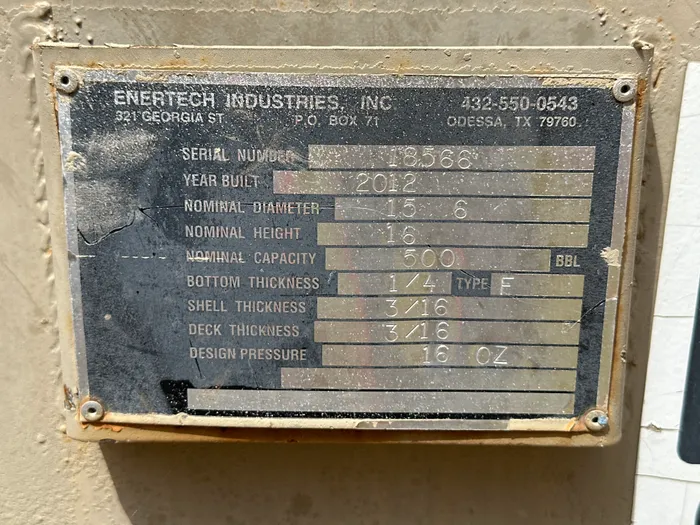 ENERTECH INDUSTRIES, INC. 432-550-0543
321 GEORGIA ST P.O. BOX 71 ODESSA, TX 79760
SERIAL NUMBER 18566
YEAR BUILT 2012
NOMINAL DIAMETER 15 6
NOMINAL HEIGHT 16
NOMINAL CAPACITY 500 BBL
BOTTOM THICKNESS 1/4 TYPE F
SHELL THICKNESS 3/16
DECK THICKNESS 3/16
DESIGN PRESSURE 16 OZ